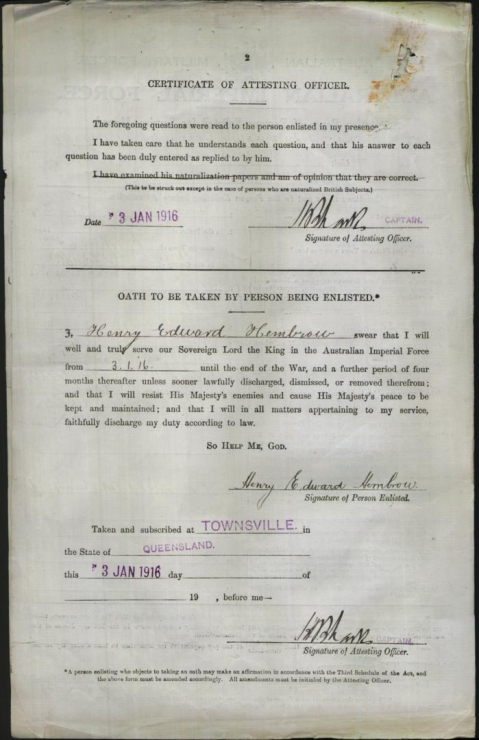 2
CERTIFICATE OF ATTESTING OFFICER.
The foregoing questions were read to the person enlisted in my presence.
I have taken care that he understands each question, and that his answer to each
question has been duly entered as replied to by him.
I have examined his naturalization papers and am of opinion that they are correct.
(This to be struck out except in the case of persons who are naturalized British Subjects.)
Date 3 JAN 1916 CAPTAIN.
Signature of Attesting Officer.
OATH TO BE TAKEN BY PERSON BEING ENLISTED.*
I, Henry Edward Hembrow swear that I will
well and truly serve our Sovereign Lord the King in the Australian Imperial Force
from 3.1.16. until the end of the War, and a further period of four
months thereafter unless sooner lawfully discharged, dismissed, or removed therefrom;
and that I will resist His Majesty's enemies and cause His Majesty's peace to be
kept and maintained; and that I will in all matters appertaining to my service,
faithfully discharge my duty according to law.
SO HELP ME, GOD.
Henry Edward Hembrow.
Signature of Person Enlisted.
Taken and subscribed at TOWNSVILLE. in
the State of QUEENSLAND.
this 3 JAN 1916 day of
19 , before me—
CAPTAIN.
Signature of Attesting Officer.
*A person enlisting who objects to taking an oath may make an affirmation in accordance with the Third Schedule of the Act, and
the above form must be amended accordingly. All amendments must be initialed by the Attesting Officer.